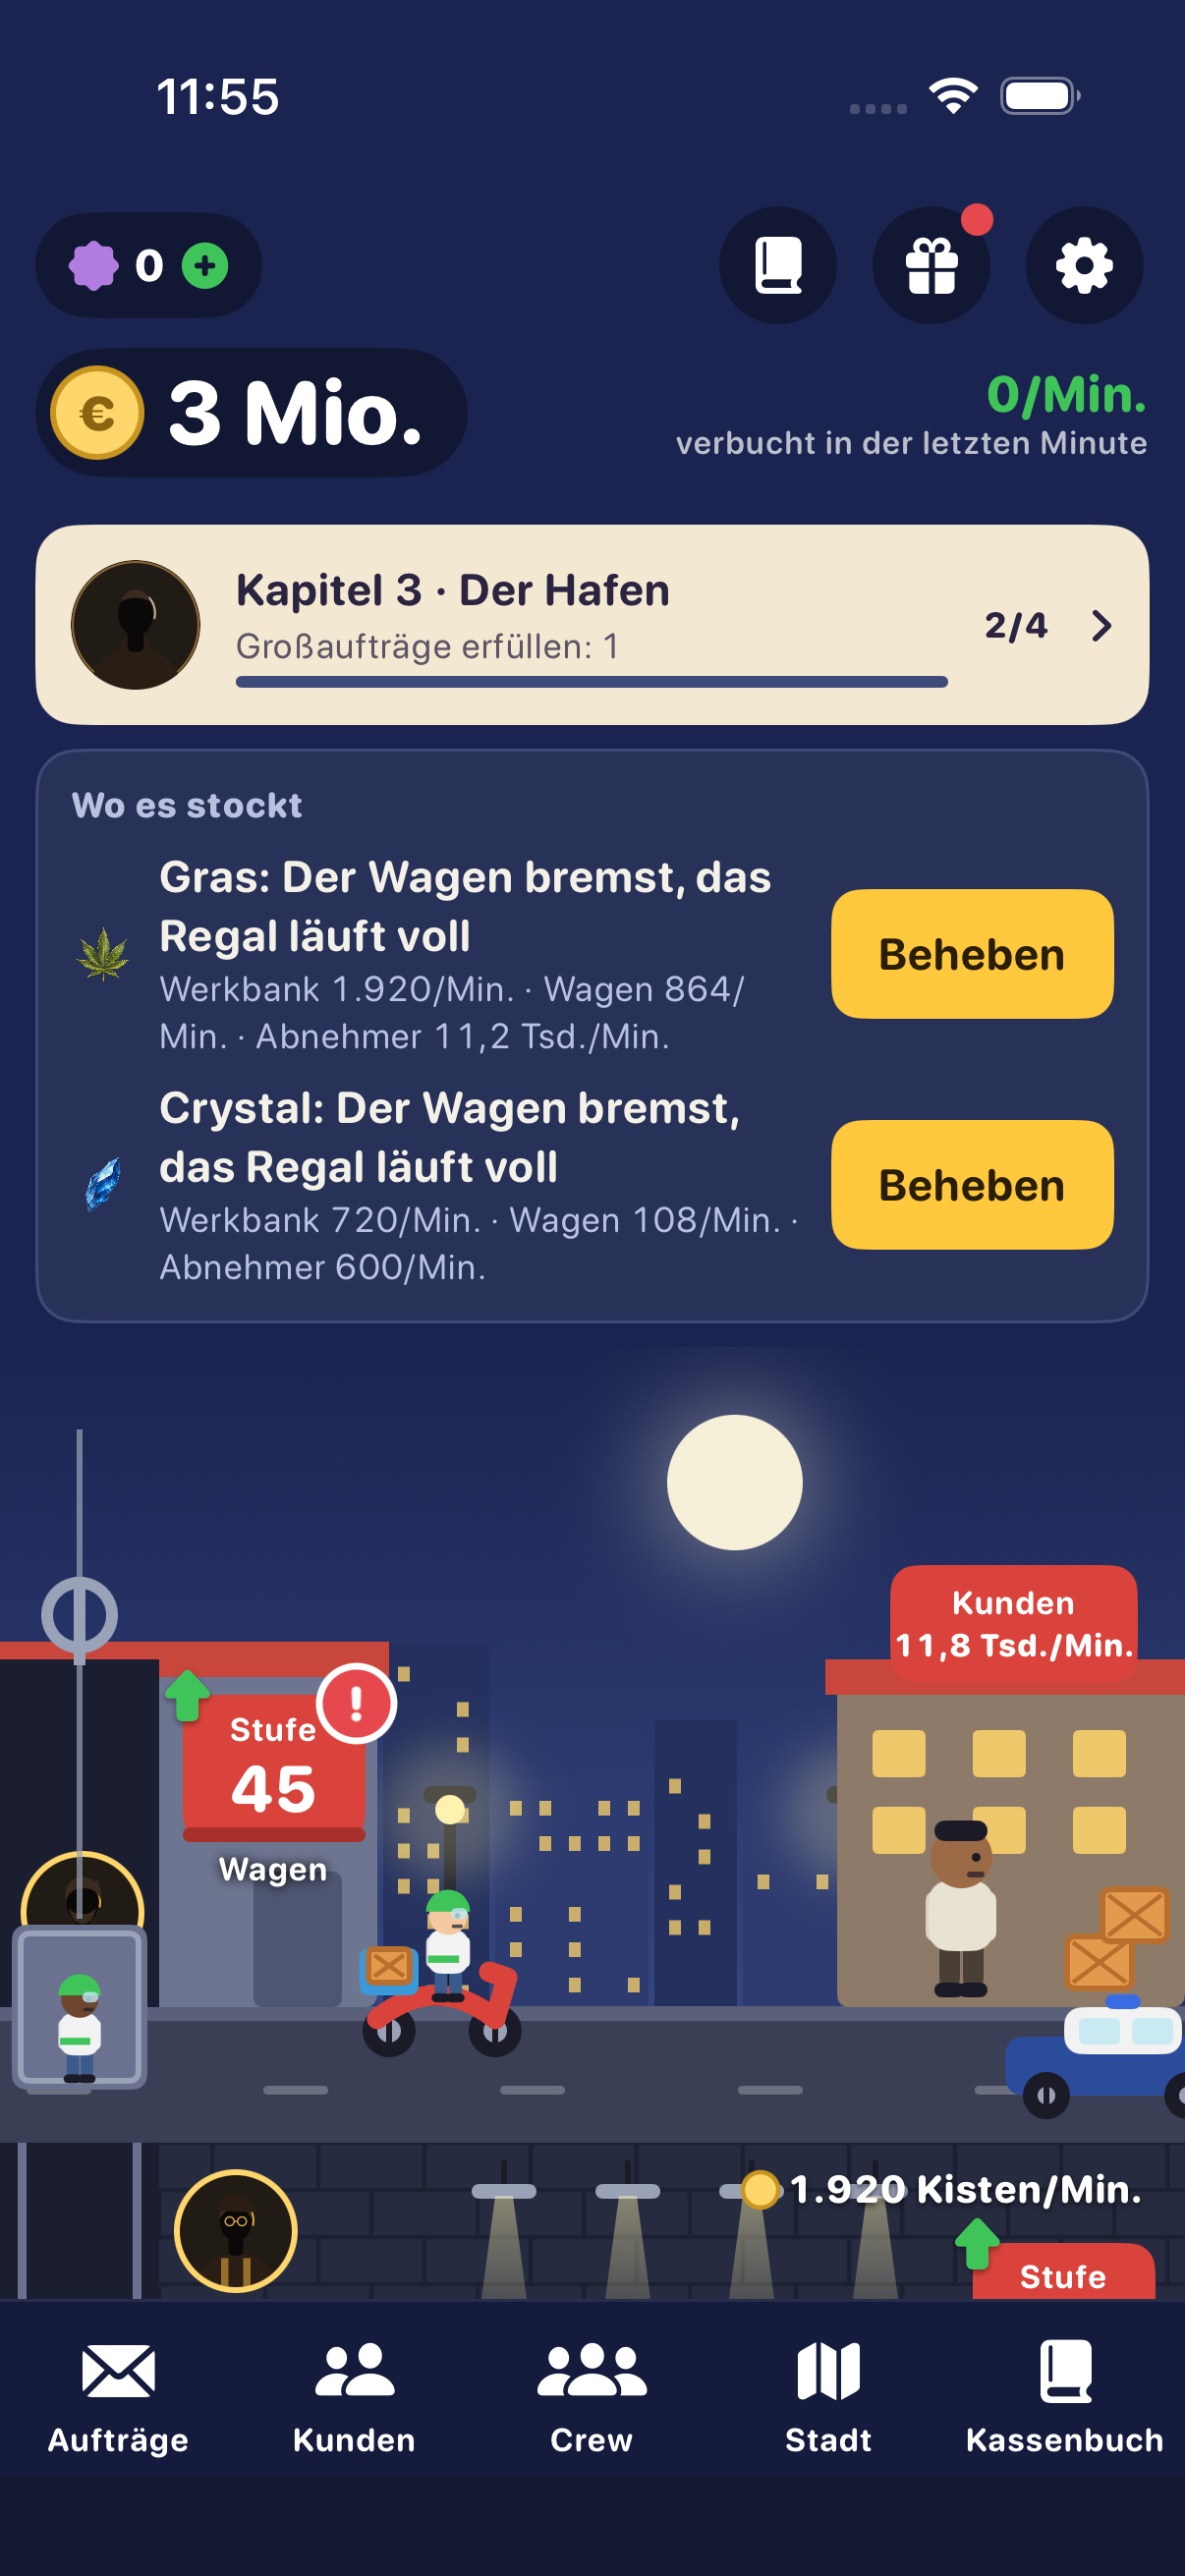 11:55
0
€ 3 Mio.
0/Min.
verbucht in der letzten Minute
Kapitel 3 · Der Hafen
Großaufträge erfüllen: 1
2/4
Wo es stockt
Gras: Der Wagen bremst, das
Regal läuft voll
Werkbank 1.920/Min. · Wagen 864/
Min. · Abnehmer 11,2 Tsd./Min.
Beheben
Crystal: Der Wagen bremst,
das Regal läuft voll
Werkbank 720/Min. · Wagen 108/Min. ·
Abnehmer 600/Min.
Beheben
Kunden
11,8 Tsd./Min.
!
Stufe
45
Wagen
1.920 Kisten/Min.
Stufe
Aufträge
Kunden
Crew
Stadt
Kassenbuch